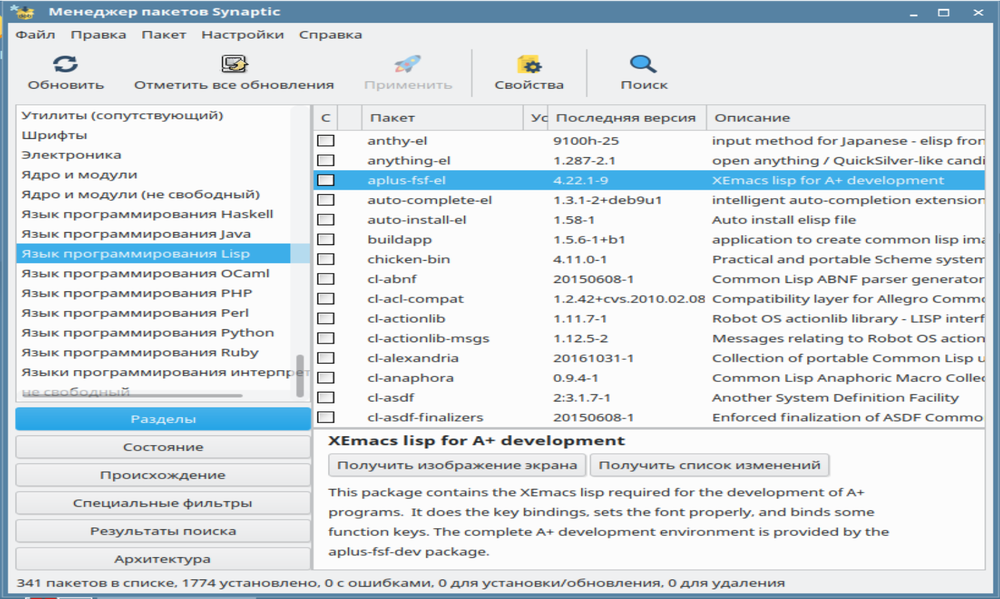 Менеджер пакетов Synaptic
Файл Правка Пакет Настройки Справка
Обновить Отметить все обновления Применить Свойства Поиск
Утилиты (сопутствующий)
Шрифты
Электроника
Ядро и модули
Ядро и модули (не свободный)
Язык программирования Haskell
Язык программирования Java
Язык программирования Lisp
Язык программирования OCaml
Язык программирования PHP
Язык программирования Perl
Язык программирования Python
Язык программирования Ruby
Языки программирования интерпрет
не свободный
Разделы
Состояние
Происхождение
Специальные фильтры
Результаты поиска
Архитектура
С Пакет Ус Последняя версия Описание
anthy-el 9100h-25 input method for Japanese - elisp fron
anything-el 1.287-2.1 open anything / QuickSilver-like candi
aplus-fsf-el 4.22.1-9 XEmacs lisp for A+ development
auto-complete-el 1.3.1-2+deb9u1 intelligent auto-completion extension
auto-install-el 1.58-1 Auto install elisp file
buildapp 1.5.6-1+b1 application to create common lisp ima
chicken-bin 4.11.0-1 Practical and portable Scheme system
cl-abnf 20150608-1 Common Lisp ABNF parser generator
cl-acl-compat 1.2.42+cvs.2010.02.08 Compatibility layer for Allegro Commo
cl-actionlib 1.11.7-1 Robot OS actionlib library - LISP interf
cl-actionlib-msgs 1.12.5-2 Messages relating to Robot OS action
cl-alexandria 20161031-1 Collection of portable Common Lisp u
cl-anaphora 0.9.4-1 Common Lisp Anaphoric Macro Collec
cl-asdf 2:3.1.7-1 Another System Definition Facility
cl-asdf-finalizers 20150608-1 Enforced finalization of ASDF Commo
XEmacs lisp for A+ development
Получить изображение экрана Получить список изменений
This package contains the XEmacs lisp required for the development of A+
programs.  It does the key bindings, sets the font properly, and binds some
function keys. The complete A+ development environment is provided by the
aplus-fsf-dev package.
341 пакетов в списке, 1774 установлено, 0 с ошибками, 0 для установки/обновления, 0 для удаления